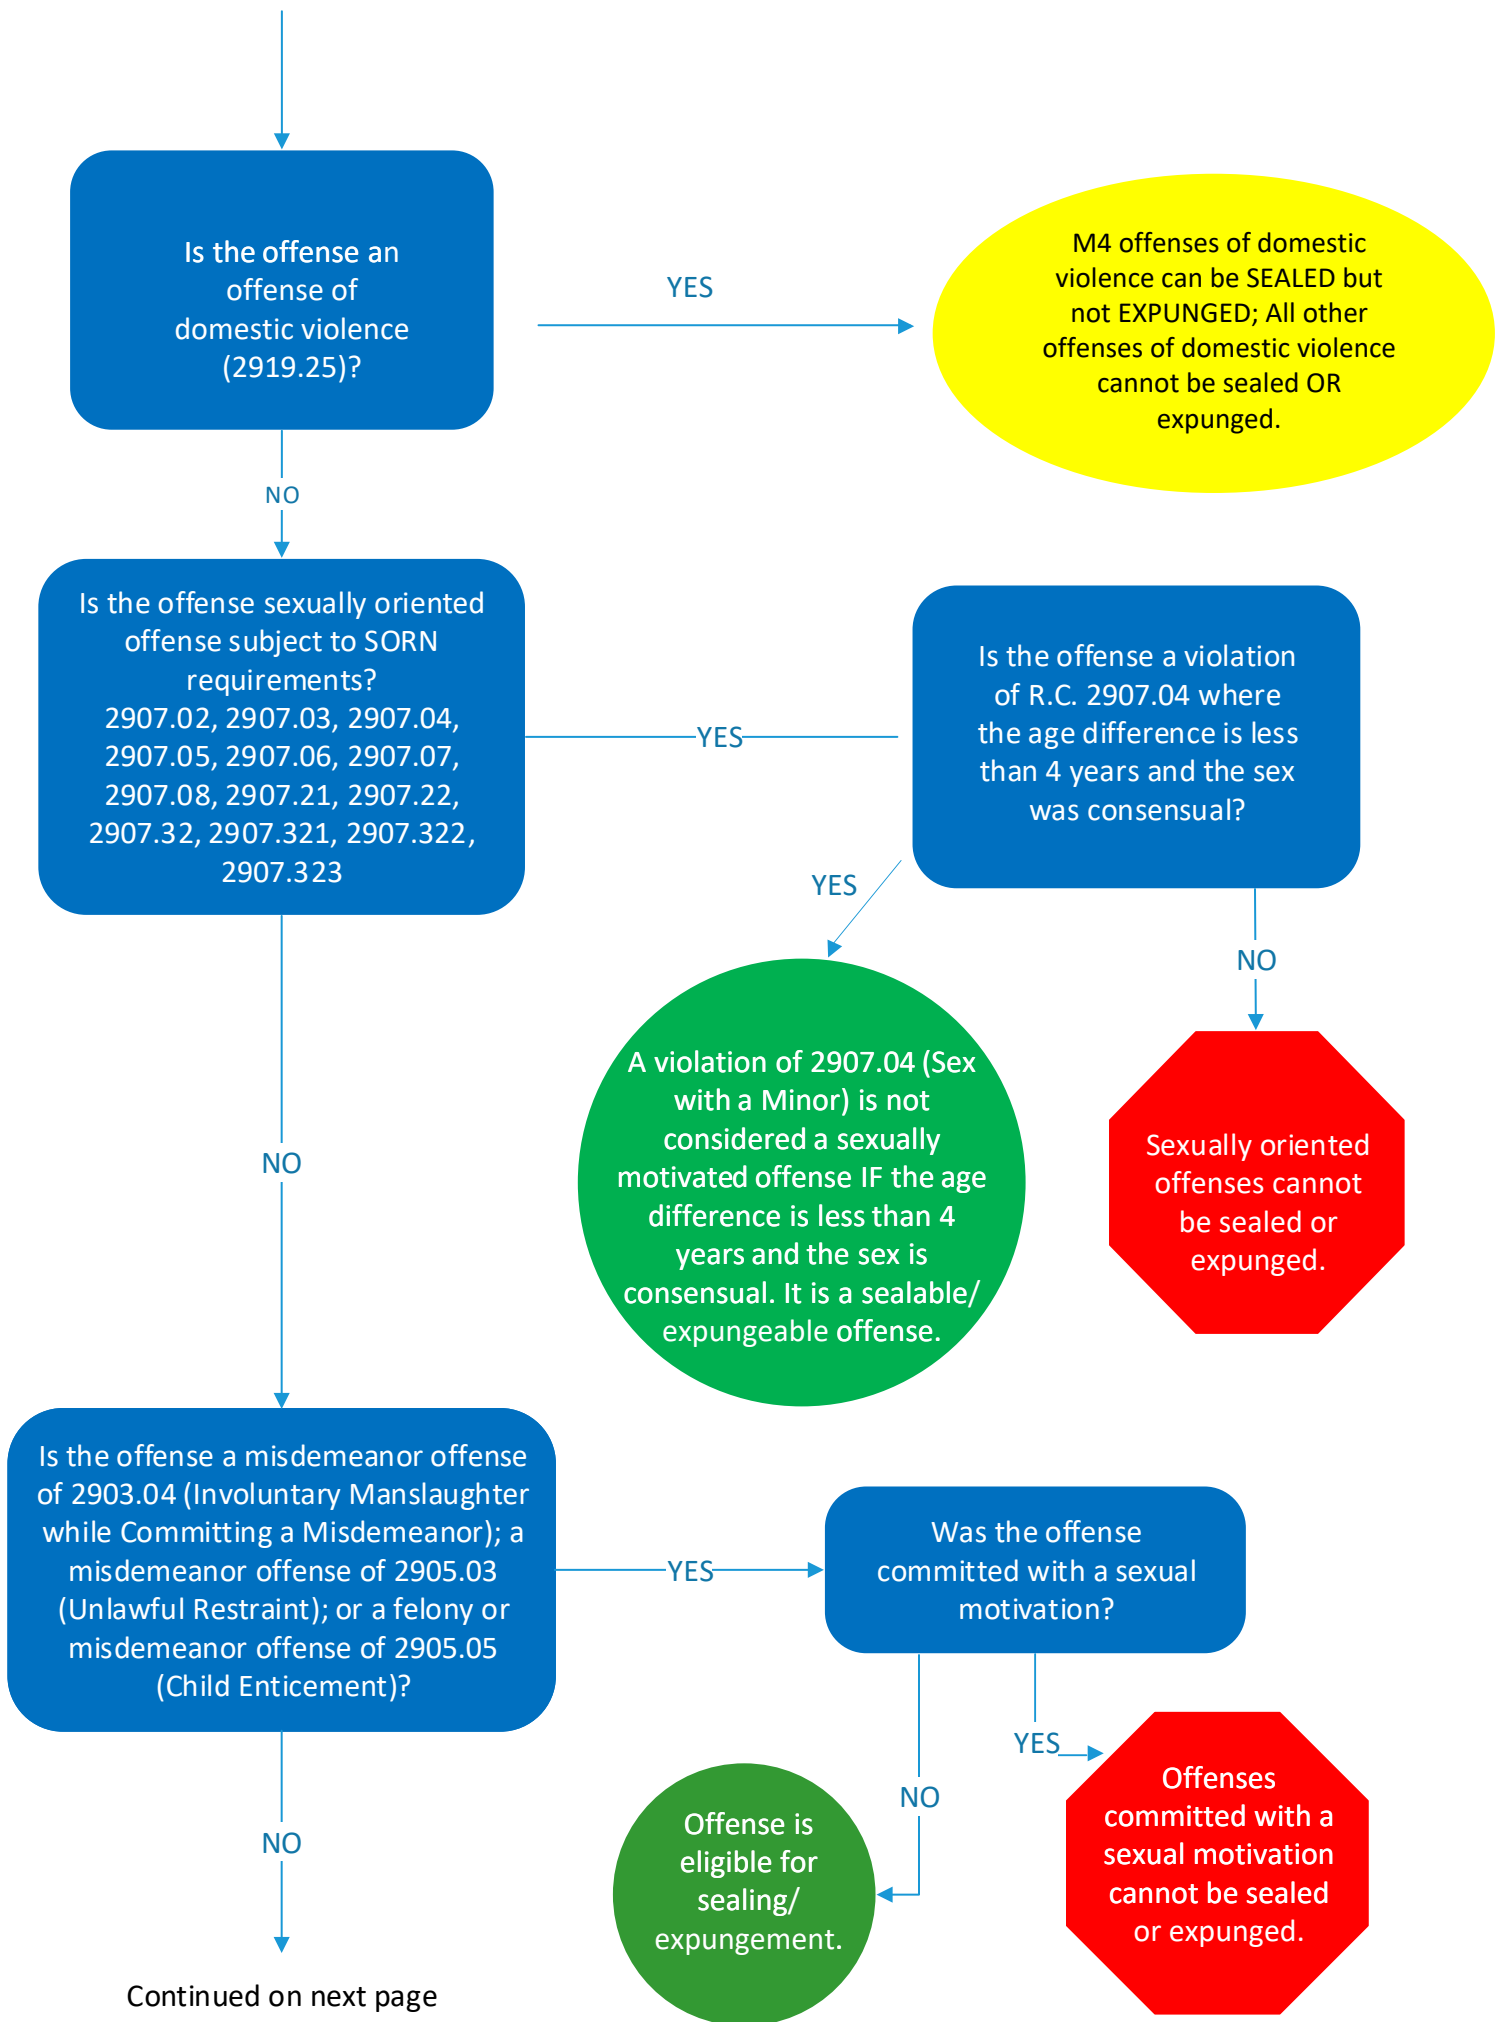 Is the offense an
offense of
domestic violence
(2919.25)?
YES
M4 offenses of domestic
violence can be SEALED but
not EXPUNGED; All other
offenses of domestic violence
cannot be sealed OR
expunged.
NO
Is the offense sexually oriented
offense subject to SORN
requirements?
2907.02, 2907.03, 2907.04,
2907.05, 2907.06, 2907.07,
2907.08, 2907.21, 2907.22,
2907.32, 2907.321, 2907.322,
2907.323
YES
Is the offense a violation
of R.C. 2907.04 where
the age difference is less
than 4 years and the sex
was consensual?
YES
NO
A violation of 2907.04 (Sex
with a Minor) is not
considered a sexually
motivated offense IF the age
difference is less than 4
years and the sex is
consensual. It is a sealable/
expungeable offense.
Sexually oriented
offenses cannot
be sealed or
expunged.
NO
Is the offense a misdemeanor offense
of 2903.04 (Involuntary Manslaughter
while Committing a Misdemeanor); a
misdemeanor offense of 2905.03
(Unlawful Restraint); or a felony or
misdemeanor offense of 2905.05
(Child Enticement)?
YES
Was the offense
committed with a sexual
motivation?
YES
NO
Offense is
eligible for
sealing/
expungement.
Offenses
committed with a
sexual motivation
cannot be sealed
or expunged.
NO
Continued on next page